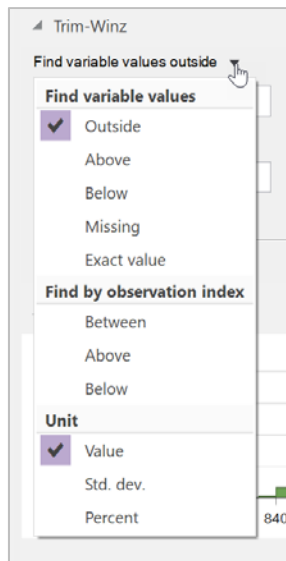 Trim-Winz
Find variable values outside
Find variable values
Outside
Above
Below
Missing
Exact value
Find by observation index
Between
Above
Below
Unit
Value
Std. dev.
Percent
840